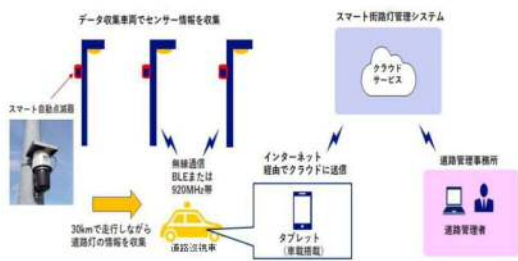 データ収集車両でセンサー情報を収集
スマート街路灯管理システム
クラウド
サービス
スマート自動点滅器
無線通信
BLEまたは
920MHz帯
インターネット
経由でクラウドに送信
道路管理事務所
30kmで走行しながら
道路灯の情報を収集
道路巡視車
タブレット
(車載搭載)
道路管理者